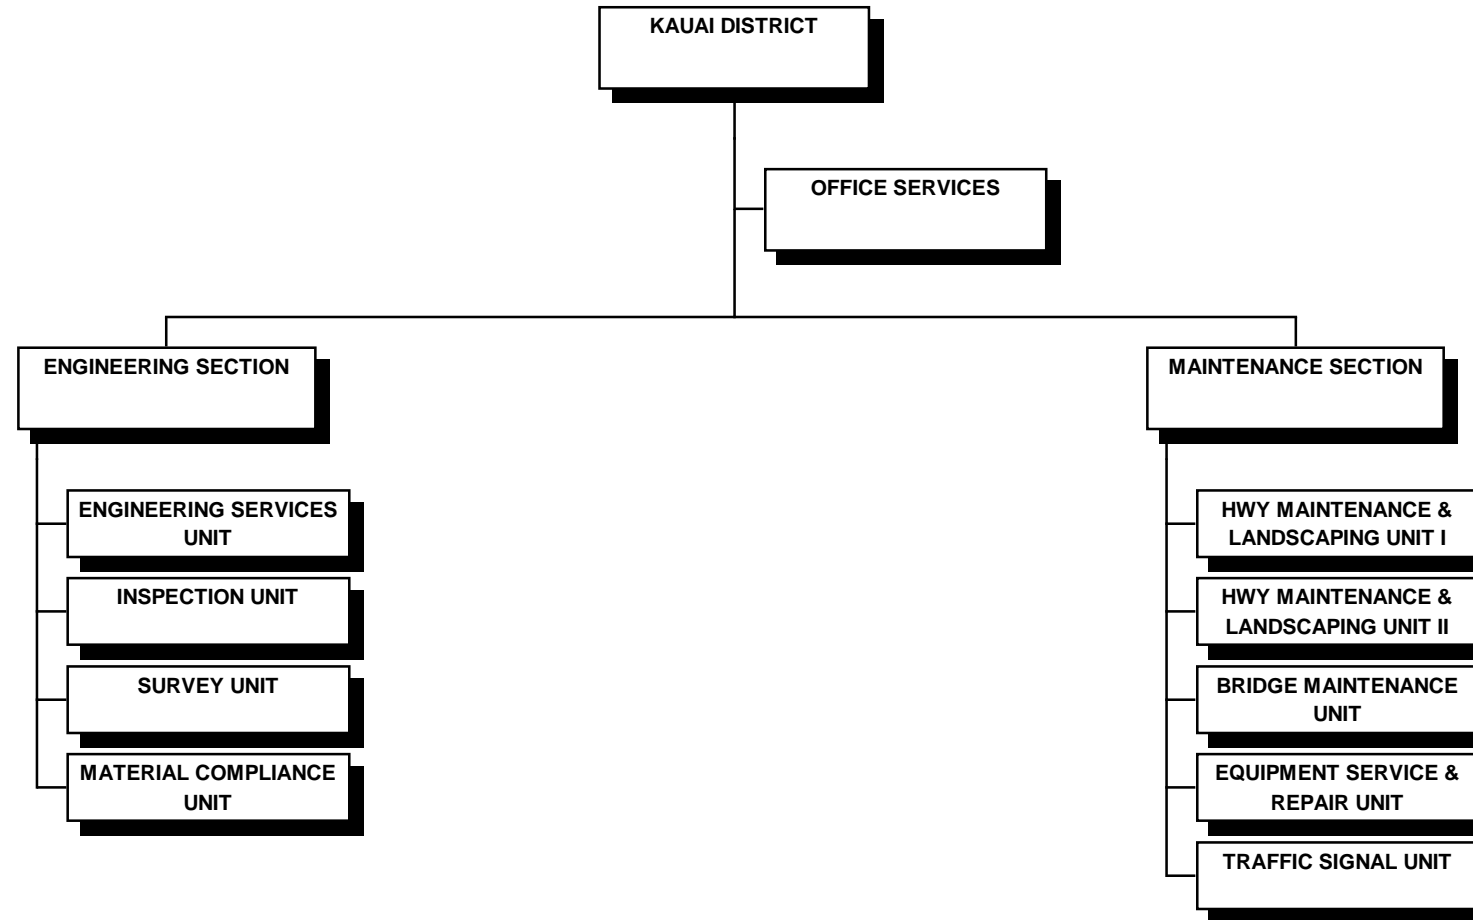 KAUAI DISTRICT
OFFICE SERVICES
ENGINEERING SECTION
MAINTENANCE SECTION
ENGINEERING SERVICES
UNIT
INSPECTION UNIT
SURVEY UNIT
MATERIAL COMPLIANCE
UNIT
HWY MAINTENANCE &
LANDSCAPING UNIT I
HWY MAINTENANCE &
LANDSCAPING UNIT II
BRIDGE MAINTENANCE
UNIT
EQUIPMENT SERVICE &
REPAIR UNIT
TRAFFIC SIGNAL UNIT